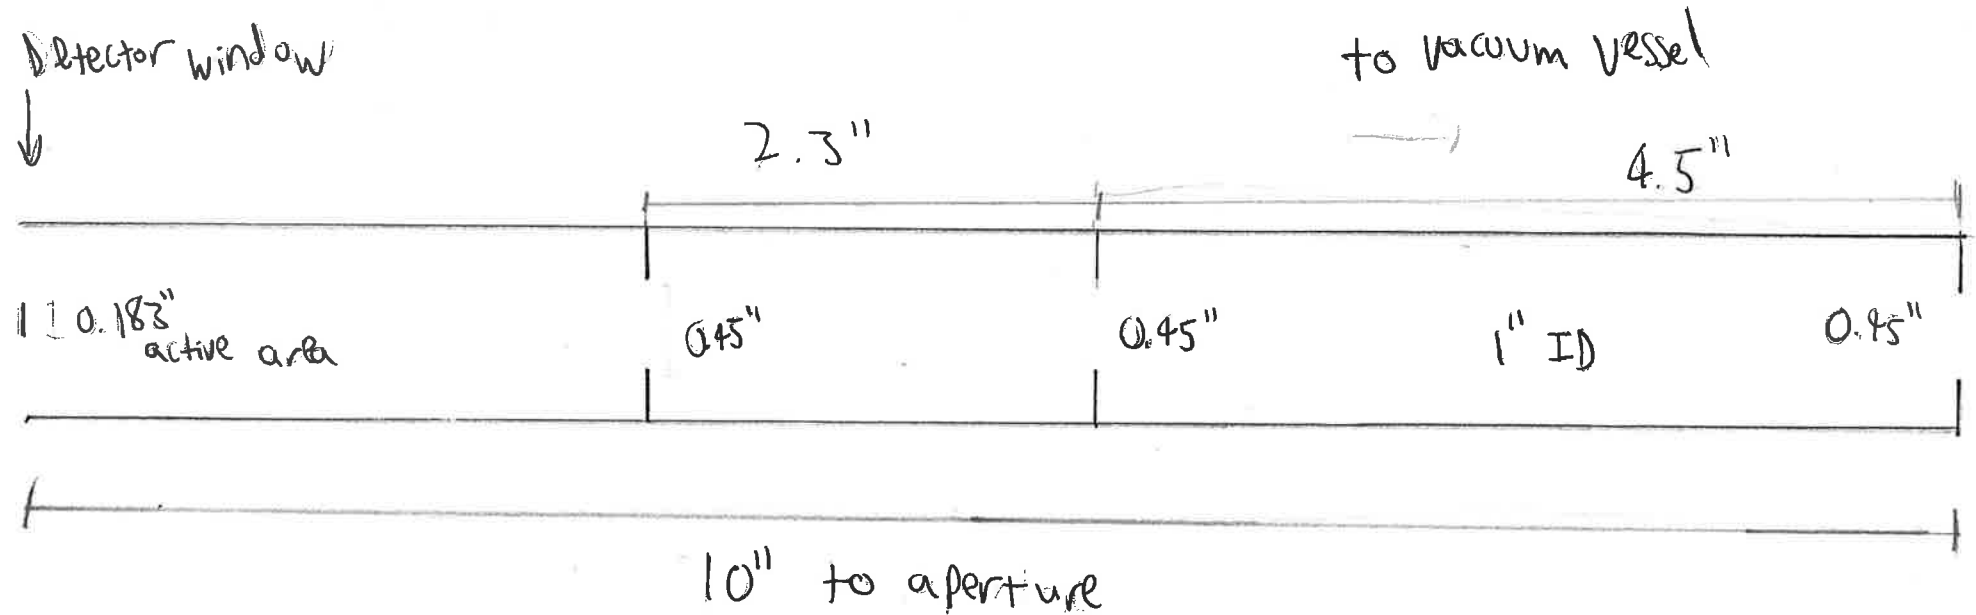 Detector window
to vacuum vessel
2.3"
4.5"
0.183"
active area
0.45"
0.45"
1" ID
0.45"
10" to aperture